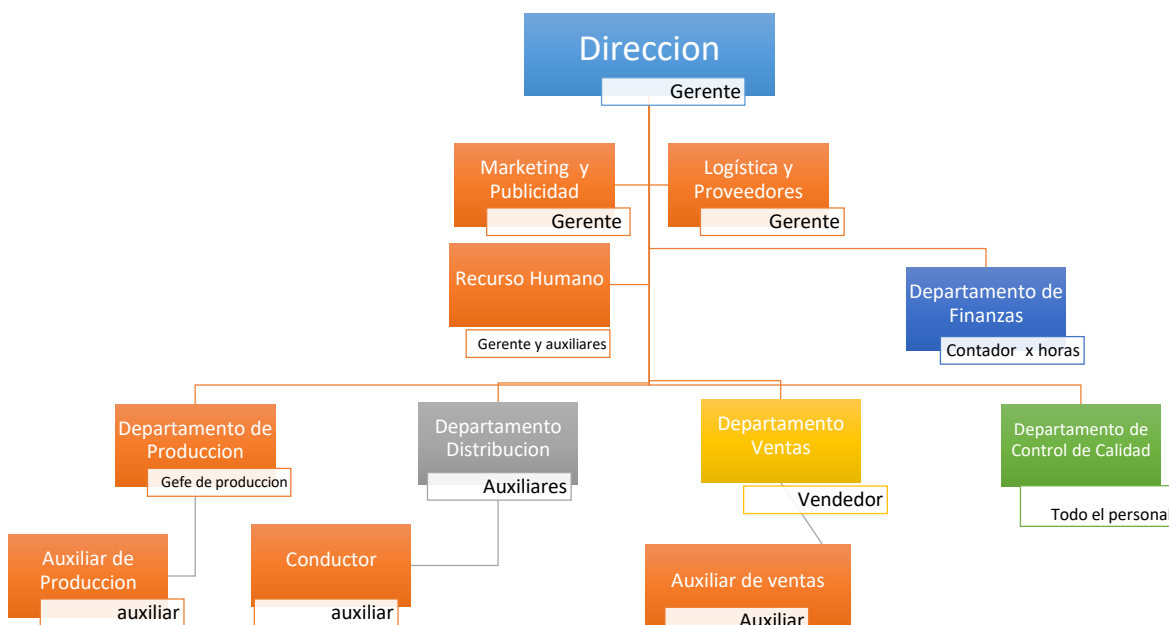 Direccion
Gerente
Marketing y
Publicidad
Gerente
Logística y
Proveedores
Gerente
Recurso Humano
Gerente y auxiliares
Departamento de
Finanzas
Contador x horas
Departamento de
Produccion
Gefe de produccion
Departamento
Distribucion
Auxiliares
Departamento
Ventas
Vendedor
Departamento de
Control de Calidad
Todo el personal
Auxiliar de
Produccion
auxiliar
Conductor
auxiliar
Auxiliar de ventas
Auxiliar